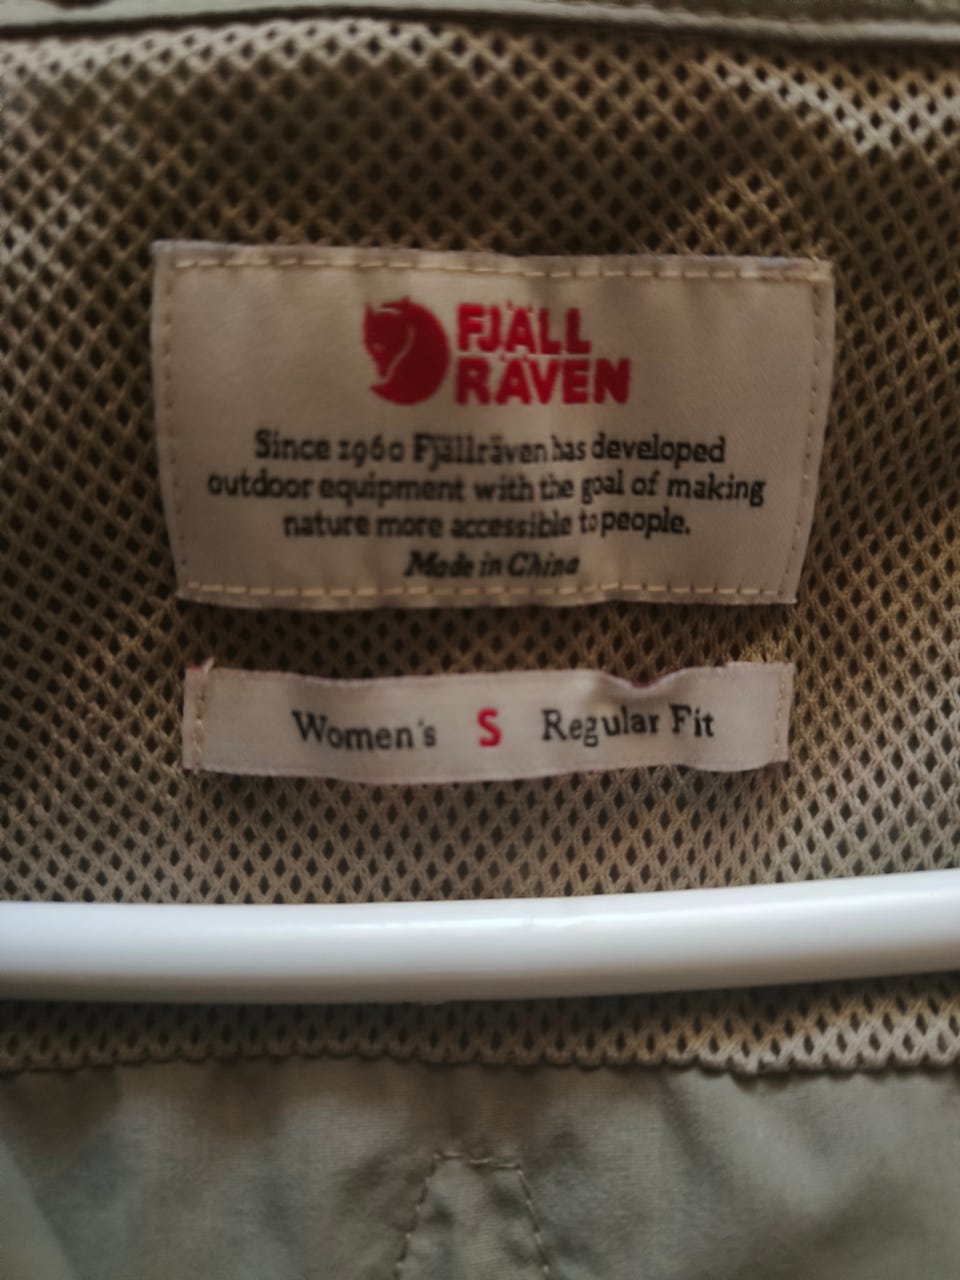 FJÄLL
RÄVEN
Since 1960 Fjällräven has developed
outdoor equipment with the goal of making
nature more accessible to people.
Made in China
Women's S Regular Fit